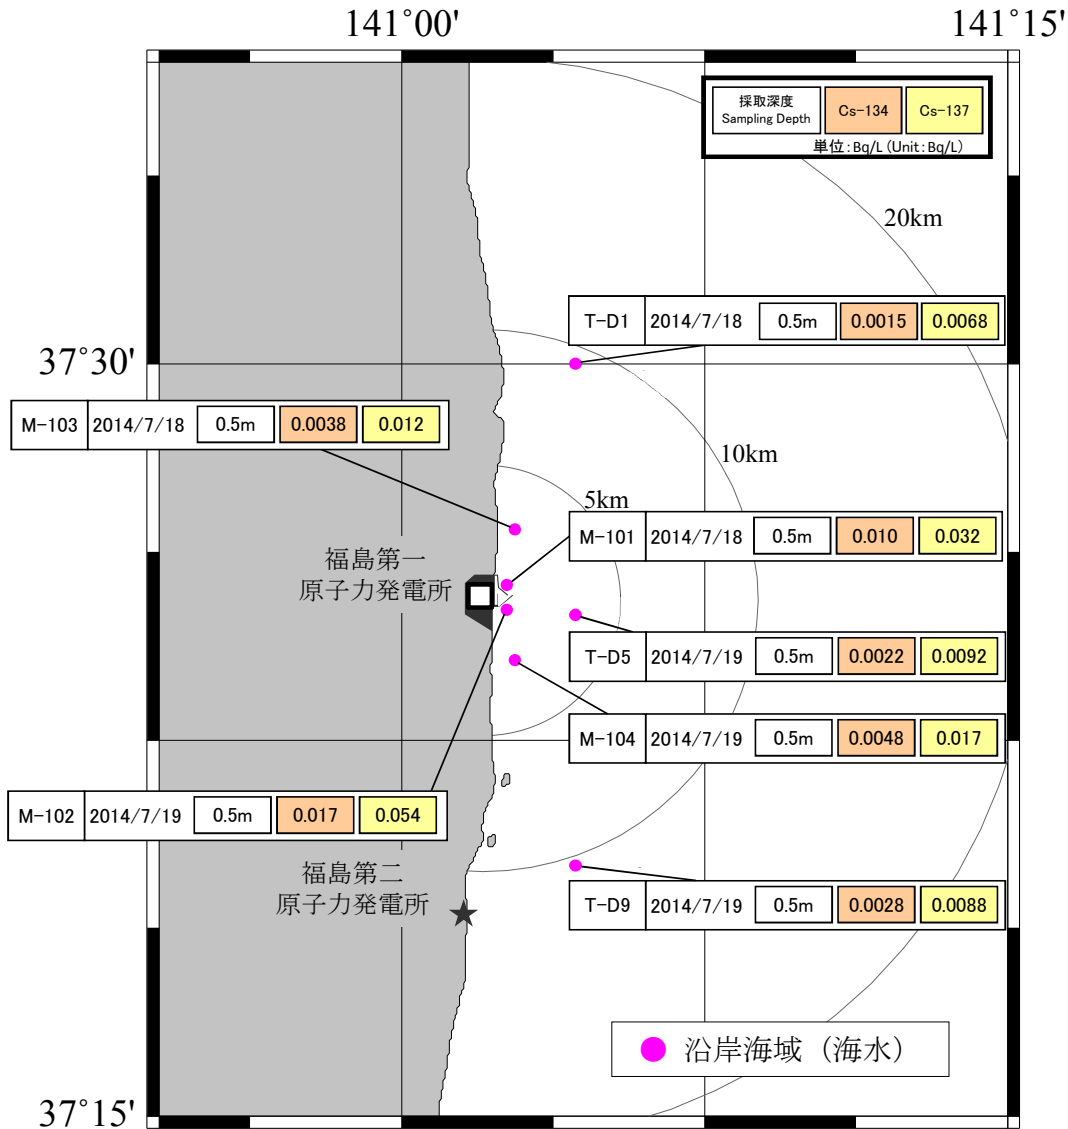 141°00'
141°15'
採取深度
Sampling Depth
Cs-134
Cs-137
単位:Bq/L (Unit:Bq/L)
20km
T-D1 2014/7/18 0.5m 0.0015 0.0068
37°30'
M-103 2014/7/18 0.5m 0.0038 0.012
10km
5km
M-101 2014/7/18 0.5m 0.010 0.032
福島第一
原子力発電所
T-D5 2014/7/19 0.5m 0.0022 0.0092
M-104 2014/7/19 0.5m 0.0048 0.017
M-102 2014/7/19 0.5m 0.017 0.054
福島第二
原子力発電所
T-D9 2014/7/19 0.5m 0.0028 0.0088
沿岸海域（海水）
37°15'